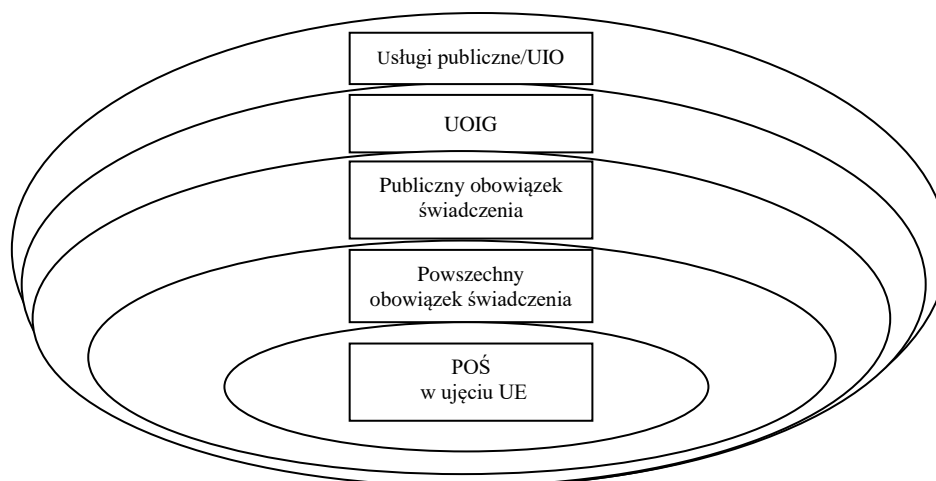 Usługi publiczne/UIO
UOIG
Publiczny obowiązek
świadczenia
Powszechny
obowiązek świadczenia
POŚ
w ujęciu UE